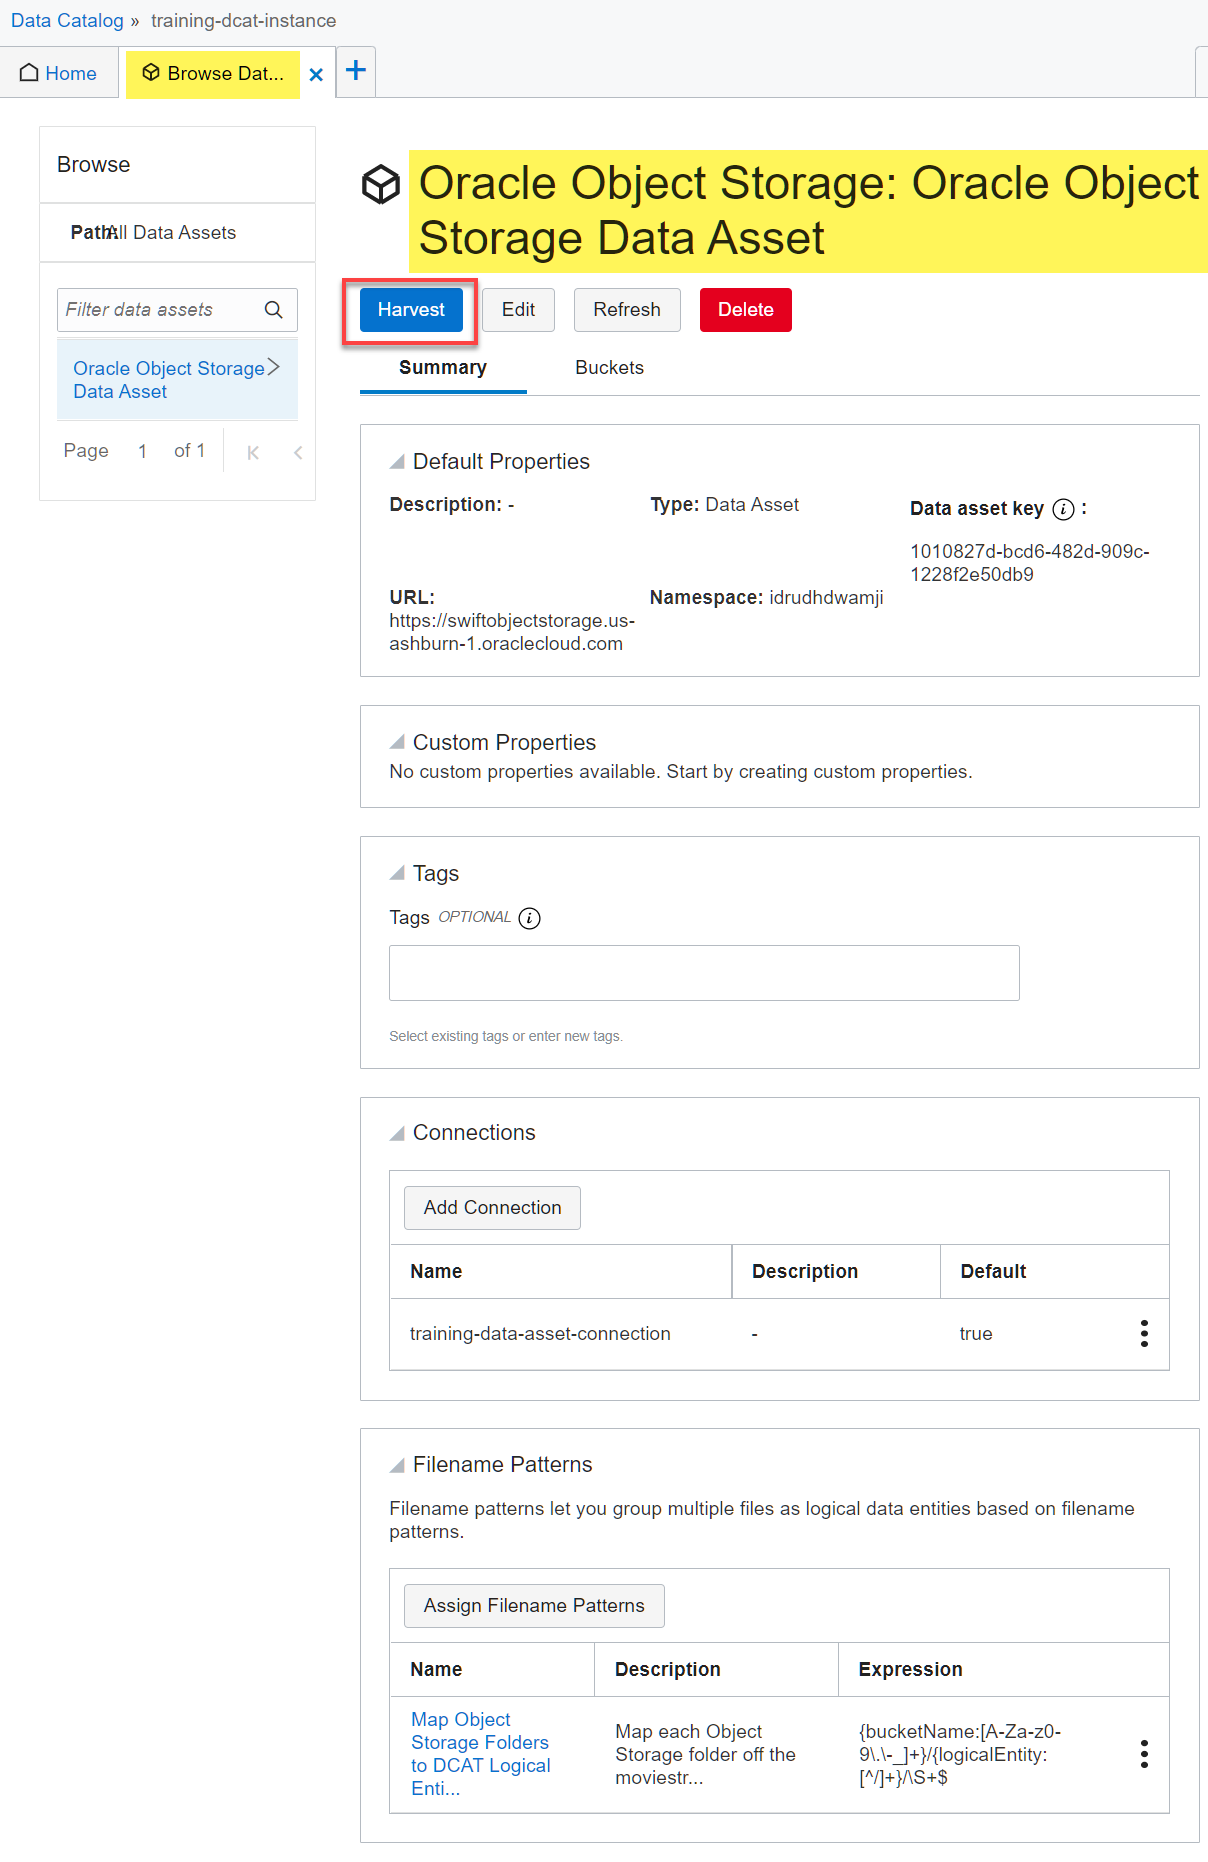 Data Catalog » training-dcat-instance
Home
Browse Dat...
Browse
Path: All Data Assets
Filter data assets
Oracle Object Storage
Data Asset
Page 1 of 1
Oracle Object Storage: Oracle Object
Storage Data Asset
Harvest Edit Refresh Delete
Summary Buckets
Default Properties
Description: - Type: Data Asset Data asset key i :
1010827d-bcd6-482d-909c-
1228f2e50db9
URL: Namespace: idrudhdwamji
https://swiftobjectstorage.us-
ashburn-1.oraclecloud.com
Custom Properties
No custom properties available. Start by creating custom properties.
Tags
Tags OPTIONAL i
Select existing tags or enter new tags.
Connections
Add Connection
Name Description Default
training-data-asset-connection - true
Filename Patterns
Filename patterns let you group multiple files as logical data entities based on filename
patterns.
Assign Filename Patterns
Name Description Expression
Map Object
Storage Folders
to DCAT Logical
Enti...
Map each Object
Storage folder off the
moviestr...
{bucketName:[A-Za-z0-
9\.\-_]+}/{logicalEntity:
[^/]+}/\S+$